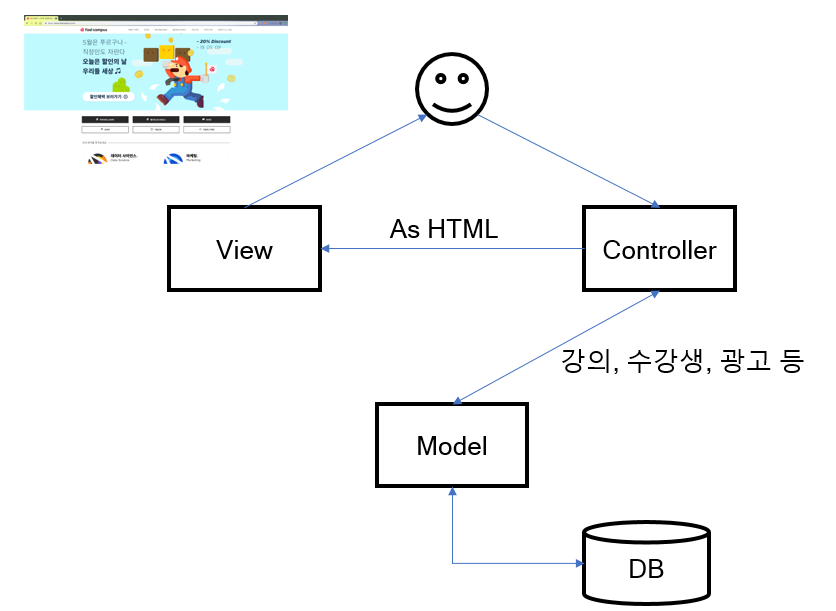 fast campus
5월은 푸르구나~
직장인도 자란다
오늘은 할인의 날
우리들 세상 ♫
~ 20% Discount
할인혜택 보러가기
데이터 사이언스
Data Science
마케팅
Marketing
View
As HTML
Controller
강의, 수강생, 광고 등
Model
DB